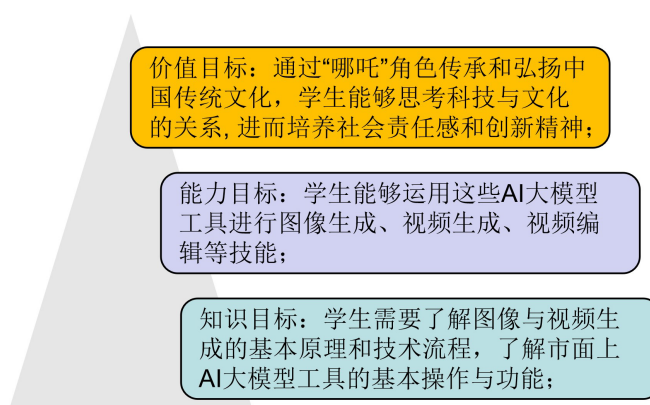 价值目标：通过“哪吒”角色传承和弘扬中
国传统文化，学生能够思考科技与文化
的关系,进而培养社会责任感和创新精神；
能力目标：学生能够运用这些AI大模型
工具进行图像生成、视频生成、视频编
辑等技能；
知识目标：学生需要了解图像与视频生
成的基本原理和技术流程，了解市面上
AI大模型工具的基本操作与功能；